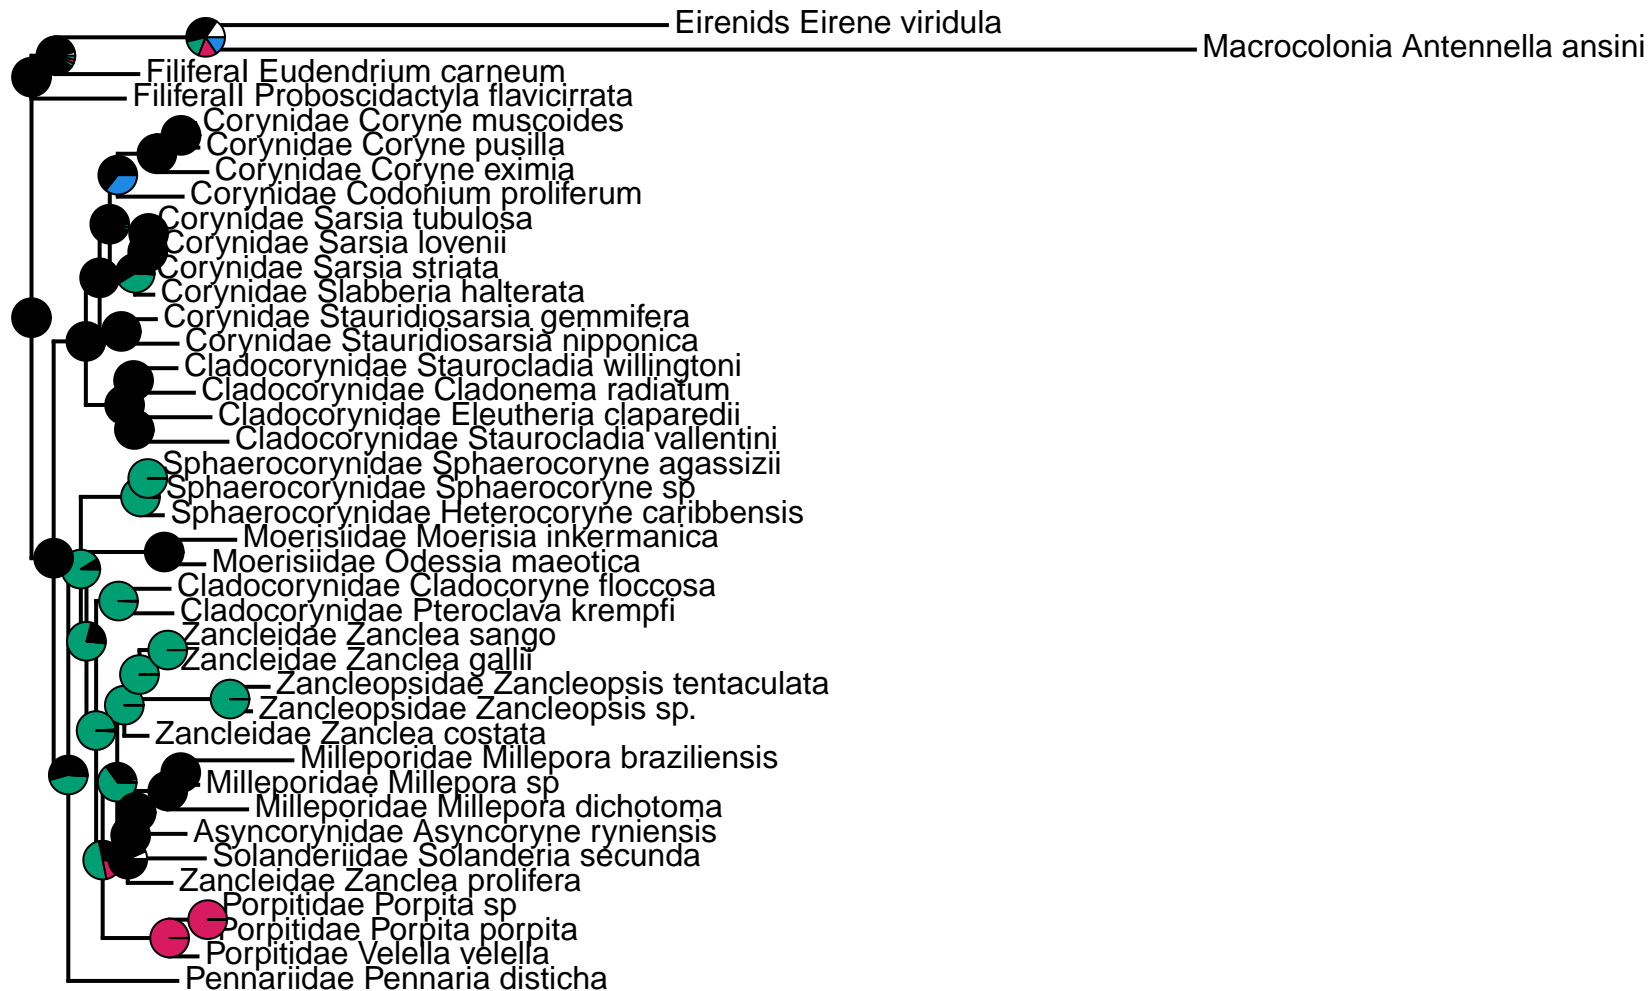 Eirenids Eirene viridula
Macrocolonia Antennella ansini
FiliferaI Eudendrium carneum
FiliferaII Proboscidactyla flavicirrata
Corynidae Coryne muscoides
Corynidae Coryne pusilla
Corynidae Coryne eximia
Corynidae Codonium proliferum
Corynidae Sarsia tubulosa
Corynidae Sarsia lovenii
Corynidae Sarsia striata
Corynidae Slabberia halterata
Corynidae Stauridiosarsia gemmifera
Corynidae Stauridiosarsia nipponica
Cladocorynidae Staurocladia willingtoni
Cladocorynidae Cladonema radiatum
Cladocorynidae Eleutheria claparedii
Cladocorynidae Staurocladia vallentini
Sphaerocorynidae Sphaerocoryne agassizii
Sphaerocorynidae Sphaerocoryne sp
Sphaerocorynidae Heterocoryne caribbensis
Moerisiidae Moerisia inkermanica
Moerisiidae Odessia maeotica
Cladocorynidae Cladocoryne floccosa
Cladocorynidae Pteroclava krempfi
Zancleidae Zanclea sango
Zancleidae Zanclea gallii
Zancleopsidae Zancleopsis tentaculata
Zancleopsidae Zancleopsis sp.
Zancleidae Zanclea costata
Milleporidae Millepora braziliensis
Milleporidae Millepora sp
Milleporidae Millepora dichotoma
Asyncorynidae Asyncoryne ryniensis
Solanderiidae Solanderia secunda
Zancleidae Zanclea prolifera
Porpitidae Porpita sp
Porpitidae Porpita porpita
Porpitidae Velella velella
Pennariidae Pennaria disticha